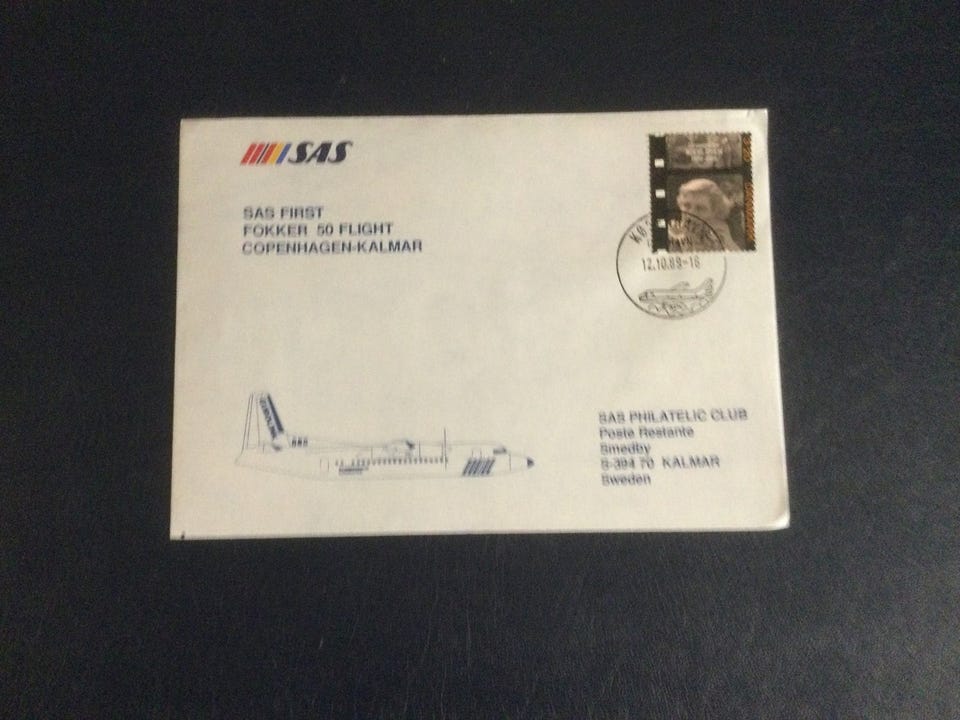 SAS
SAS FIRST
FOKKER 50 FLIGHT
COPENHAGEN-KALMAR
12.10.89-16
SAS PHILATELIC CLUB
Poste Restante
Smedby
S-394 70 KALMAR
Sweden